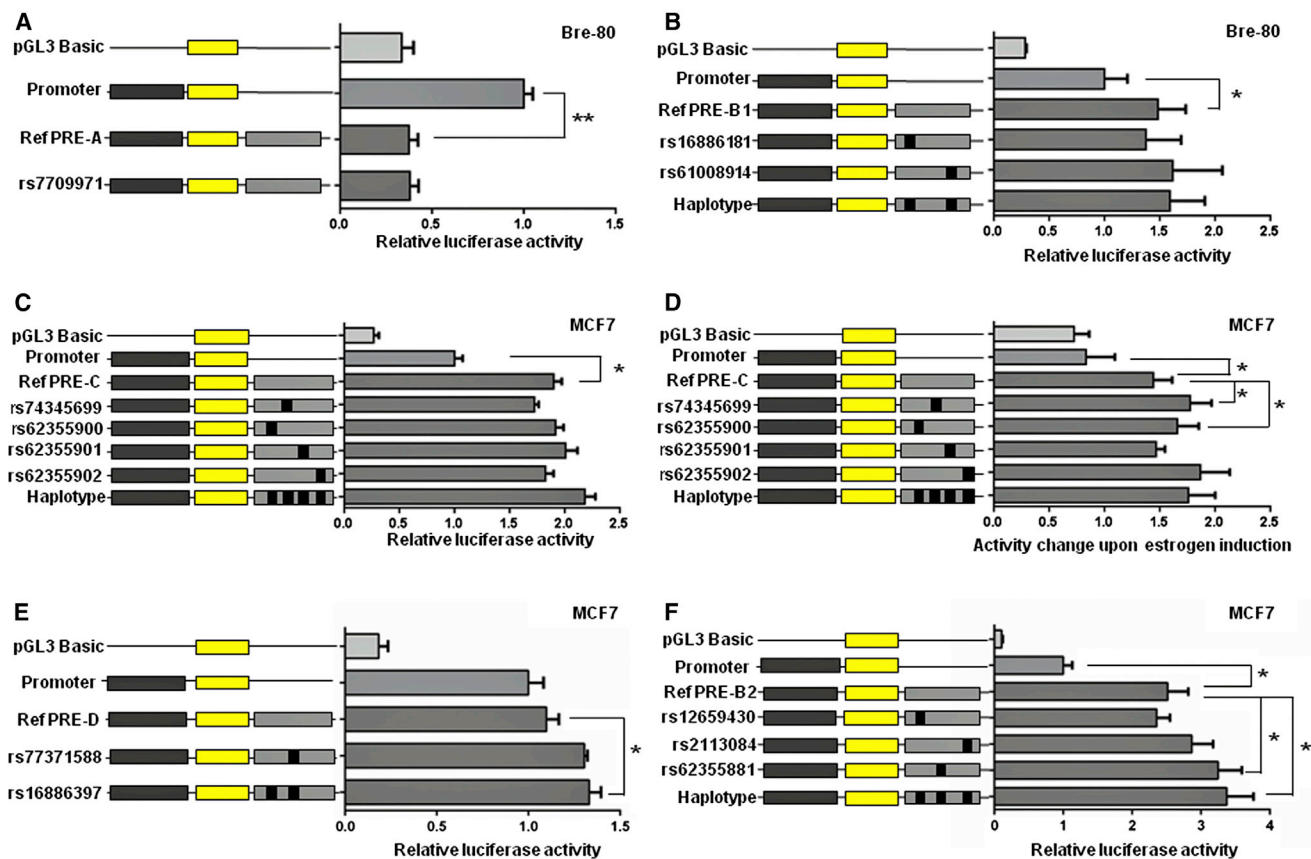 A
Bre-80
pGL3 Basic
Promoter
Ref PRE-A
**
rs7709971
0.0 0.5 1.0 1.5
Relative luciferase activity
B
Bre-80
pGL3 Basic
Promoter
Ref PRE-B1
*
rs16886181
rs61008914
Haplotype
0.0 0.5 1.0 1.5 2.0 2.5
Relative luciferase activity
C
MCF7
pGL3 Basic
Promoter
Ref PRE-C
*
rs74345699
rs62355900
rs62355901
rs62355902
Haplotype
0.0 0.5 1.0 1.5 2.0 2.5
Relative luciferase activity
D
MCF7
pGL3 Basic
Promoter
*
Ref PRE-C
*
rs74345699
*
rs62355900
rs62355901
rs62355902
Haplotype
0.0 0.5 1.0 1.5 2.0 2.5
Activity change upon estrogen induction
E
MCF7
pGL3 Basic
Promoter
Ref PRE-D
*
rs77371588
rs16886397
0.0 0.5 1.0 1.5
Relative luciferase activity
F
MCF7
pGL3 Basic
Promoter
*
Ref PRE-B2
rs12659430
* *
rs2113084
rs62355881
Haplotype
0 1 2 3 4
Relative luciferase activity